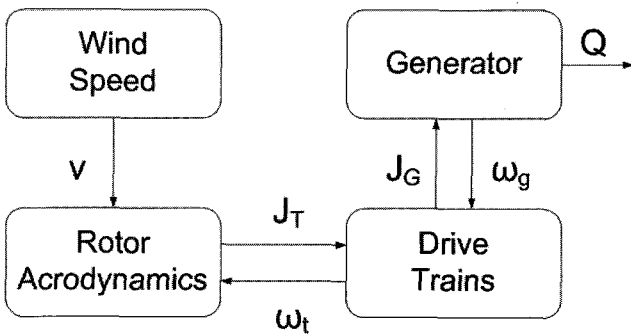 Wind
Speed
Generator
Q
v
J_G
ω_g
Rotor
Acrodynamics
J_T
Drive
Trains
ω_t